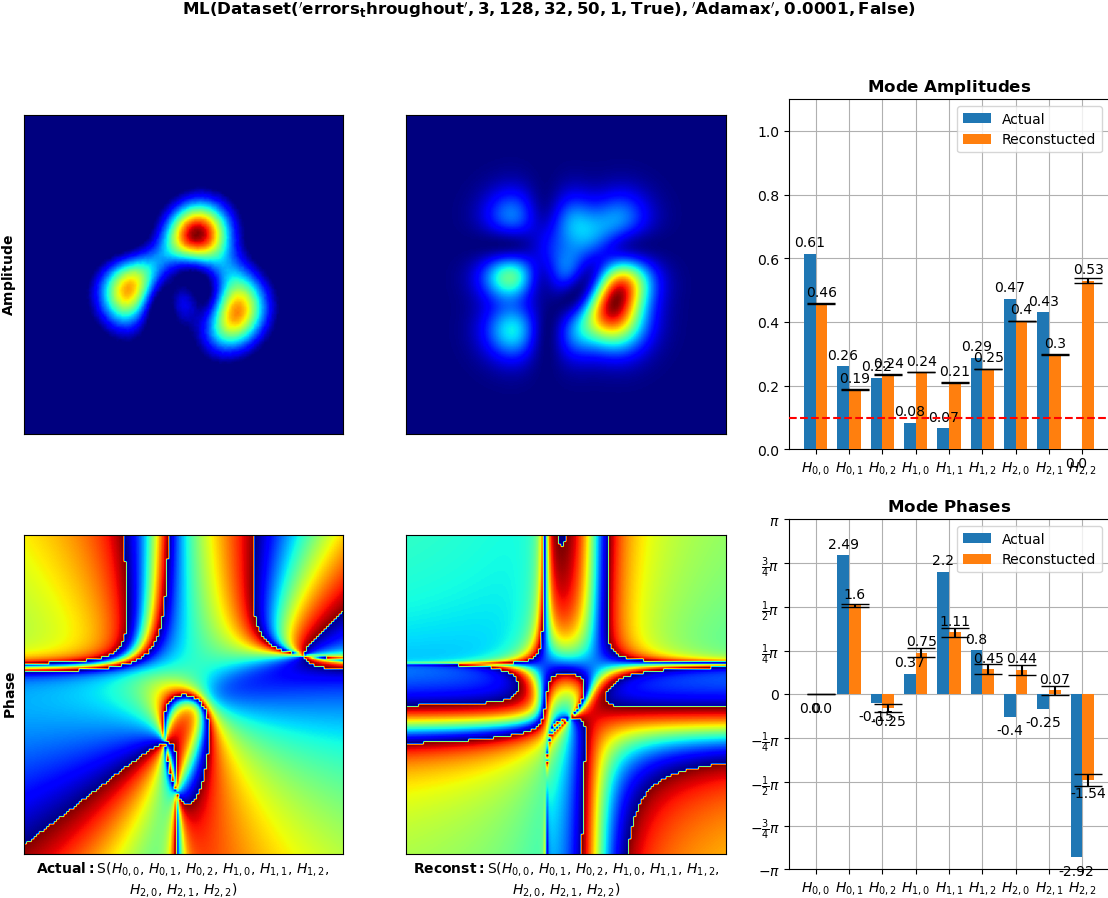 ML(Dataset('errors_throughout', 3, 128, 32, 50, 1, True), 'Adamax', 0.0001, False)
Amplitude
Mode Amplitudes
Actual
Reconstucted
1.0
0.8
0.6
0.4
0.2
0.0
0.61
0.46
0.26
0.19
0.22
0.24
0.08
0.24
0.07
0.21
0.29
0.25
0.47
0.4
0.43
0.3
0.0
0.53
H0,0 H0,1 H0,2 H1,0 H1,1 H1,2 H2,0 H2,1 H2,2
Phase
Actual: S(H0,0, H0,1, H0,2, H1,0, H1,1, H1,2,
H2,0, H2,1, H2,2)
Reconst: S(H0,0, H0,1, H0,2, H1,0, H1,1, H1,2,
H2,0, H2,1, H2,2)
Mode Phases
Actual
Reconstucted
π
3/4π
1/2π
1/4π
0
−1/4π
−1/2π
−3/4π
−π
0.0
0.0
2.49
1.6
-0.15
-0.25
0.37
0.75
2.2
1.11
0.8
0.45
-0.4
0.44
-0.25
0.07
-2.92
-1.54
H0,0 H0,1 H0,2 H1,0 H1,1 H1,2 H2,0 H2,1 H2,2